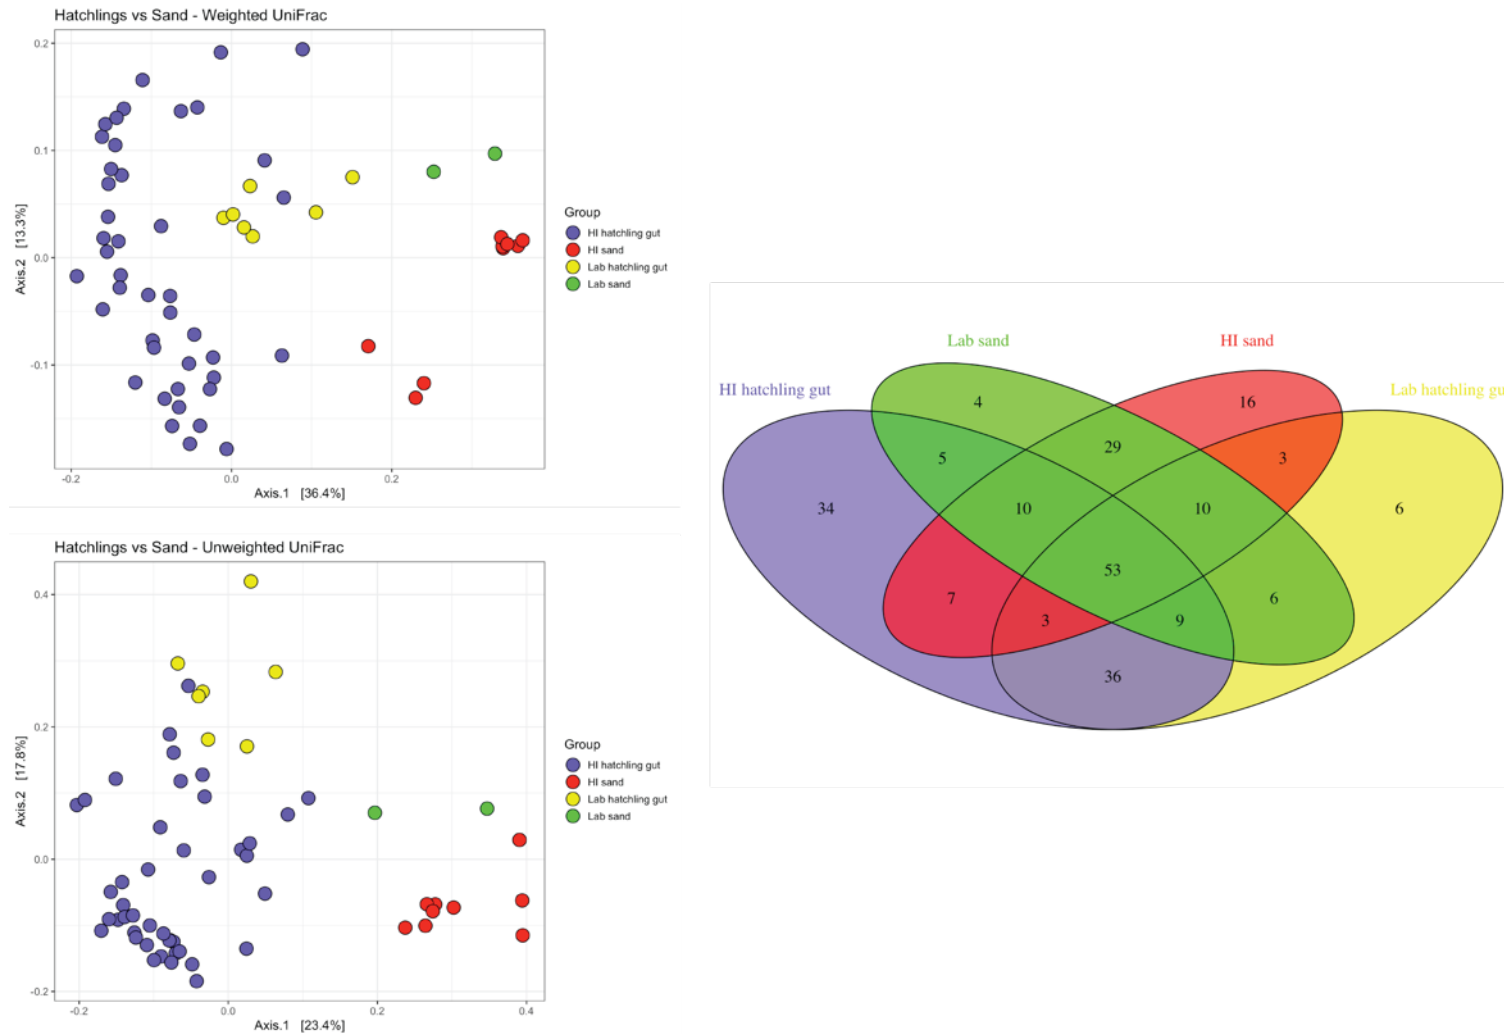 Hatchlings vs Sand - Weighted UniFrac
0.2
0.1
0.0
-0.1
Axis.2 [13.3%]
-0.2
0.0
0.2
Axis.1 [36.4%]
Group
HI hatchling gut
HI sand
Lab hatchling gut
Lab sand
Hatchlings vs Sand - Unweighted UniFrac
0.4
0.2
0.0
-0.2
Axis.2 [17.8%]
-0.2
0.0
0.2
0.4
Axis.1 [23.4%]
Group
HI hatchling gut
HI sand
Lab hatchling gut
Lab sand
Lab sand
HI sand
HI hatchling gut
Lab hatchling gu
4
16
29
5
3
34
10
10
6
53
7
6
3
9
36